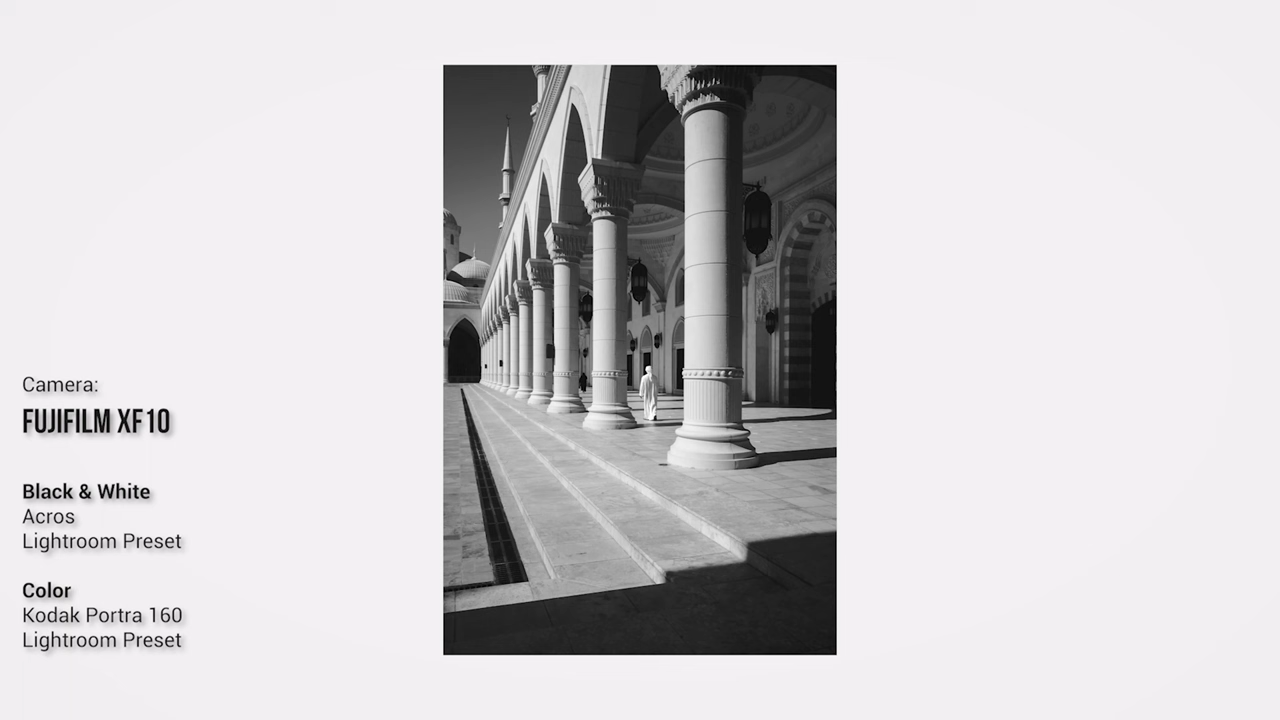 Camera:
FUJIFILM XF10
Black & White
Acros
Lightroom Preset
Color
Kodak Portra 160
Lightroom Preset